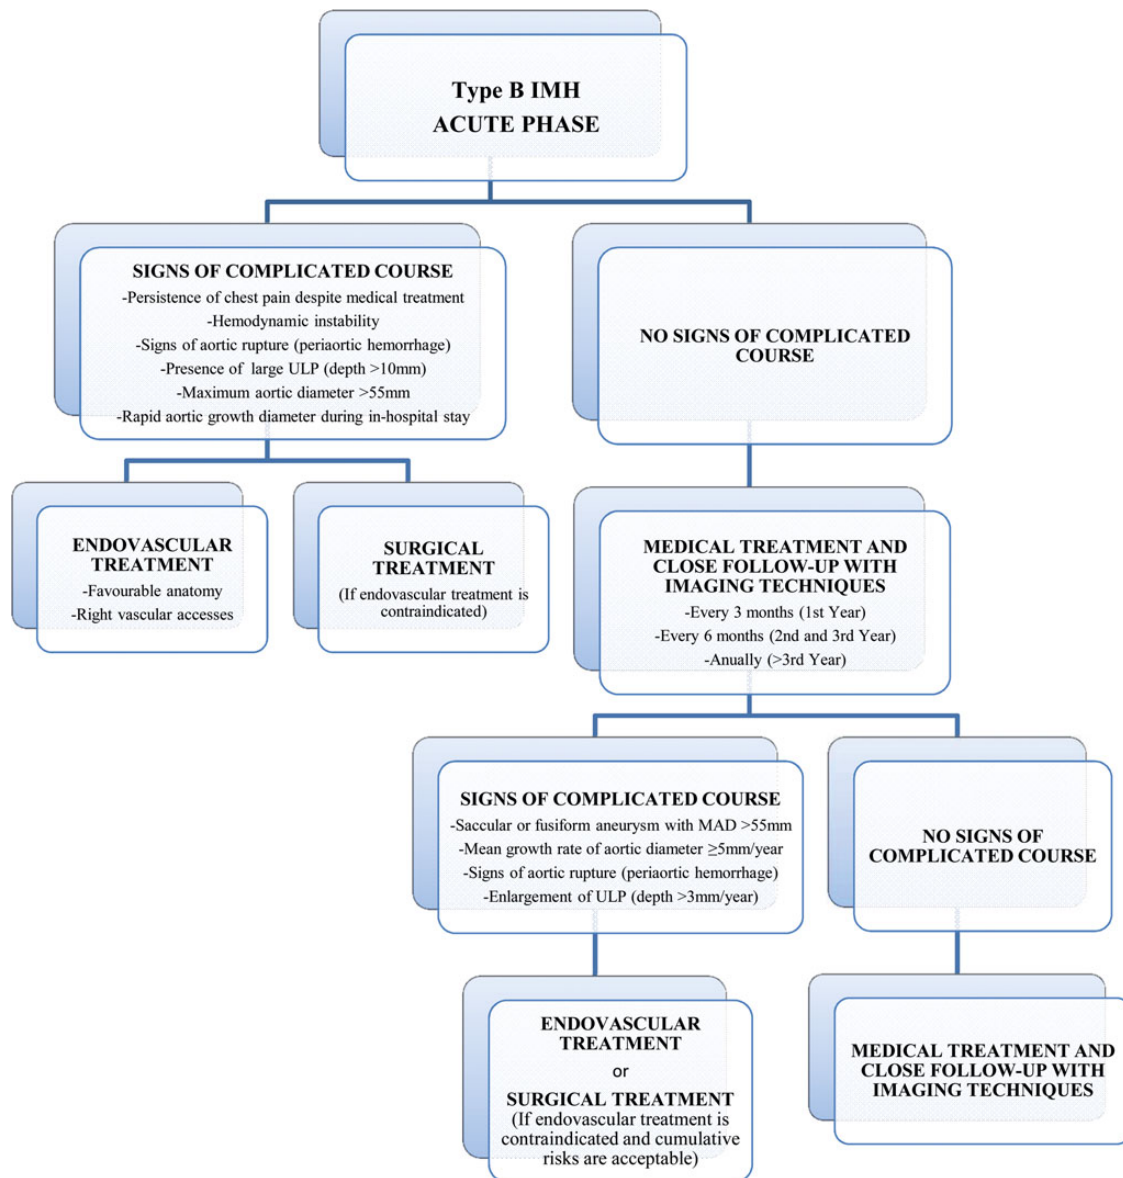 Type B IMH
ACUTE PHASE
SIGNS OF COMPLICATED COURSE
-Persistence of chest pain despite medical treatment
-Hemodynamic instability
-Signs of aortic rupture (periaortic hemorrhage)
-Presence of large ULP (depth >10mm)
-Maximum aortic diameter >55mm
-Rapid aortic growth diameter during in-hospital stay
NO SIGNS OF COMPLICATED
COURSE
ENDOVASCULAR
TREATMENT
-Favourable anatomy
-Right vascular accesses
SURGICAL
TREATMENT
(If endovascular treatment is
contraindicated)
MEDICAL TREATMENT AND
CLOSE FOLLOW-UP WITH
IMAGING TECHNIQUES
-Every 3 months (1st Year)
-Every 6 months (2nd and 3rd Year)
-Anually (>3rd Year)
SIGNS OF COMPLICATED COURSE
-Saccular or fusiform aneurysm with MAD >55mm
-Mean growth rate of aortic diameter ≥5mm/year
-Signs of aortic rupture (periaortic hemorrhage)
-Enlargement of ULP (depth >3mm/year)
NO SIGNS OF
COMPLICATED COURSE
ENDOVASCULAR
TREATMENT
or
SURGICAL TREATMENT
(If endovascular treatment is
contraindicated and cumulative
risks are acceptable)
MEDICAL TREATMENT AND
CLOSE FOLLOW-UP WITH
IMAGING TECHNIQUES